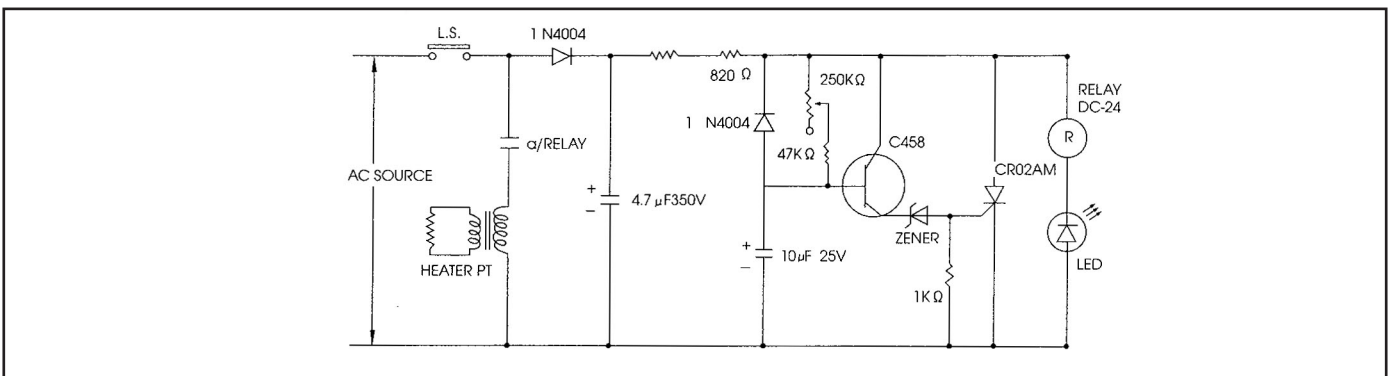 L.S.
1 N4004
820 Ω
250KΩ
RELAY
DC-24
1 N4004
R
C458
a/RELAY
47KΩ
CR02AM
AC SOURCE
+
4.7 μF350V
−
ZENER
+
10μF 25V
−
LED
HEATER PT
1KΩ